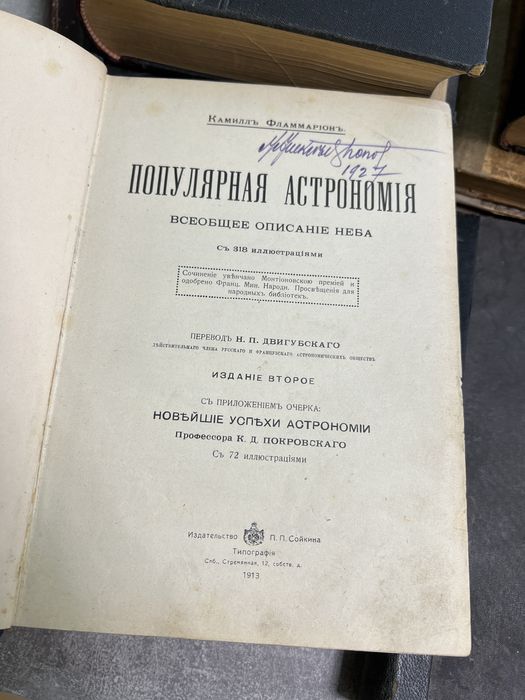 Камиллъ Фламмаріонъ.
1927
ПОПУЛЯРНАЯ АСТРОНОМІЯ
ВСЕОБЩЕЕ ОПИСАНІЕ НЕБА
Съ 318 иллюстраціями
Сочиненіе увѣнчано Монтіоновскою преміей и
одобрено Франц. Мин. Народн. Просвѣщенія для
народныхъ библіотекъ.
ПЕРЕВОДЪ Н. П. ДВИГУБСКАГО
ДѢЙСТВИТЕЛЬНАГО ЧЛЕНА РУССКАГО И ФРАНЦУЗСКАГО АСТРОНОМИЧЕСКИХЪ ОБЩЕСТВЪ
ИЗДАНІЕ ВТОРОЕ
СЪ ПРИЛОЖЕНІЕМЪ ОЧЕРКА:
НОВѢЙШІЕ УСПѢХИ АСТРОНОМІИ
Профессора К. Д. ПОКРОВСКАГО
Съ 72 иллюстраціями
Издательство П. П. Сойкина
Типографія
Спб., Стремянная, 12, собств. д.
1913